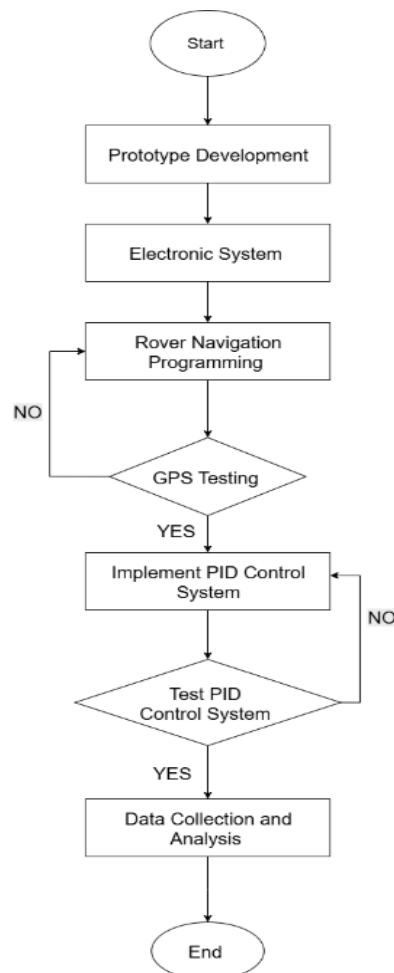 Start
Prototype Development
Electronic System
Rover Navigation
Programming
NO
GPS Testing
YES
Implement PID Control
System
NO
Test PID
Control System
YES
Data Collection and
Analysis
End